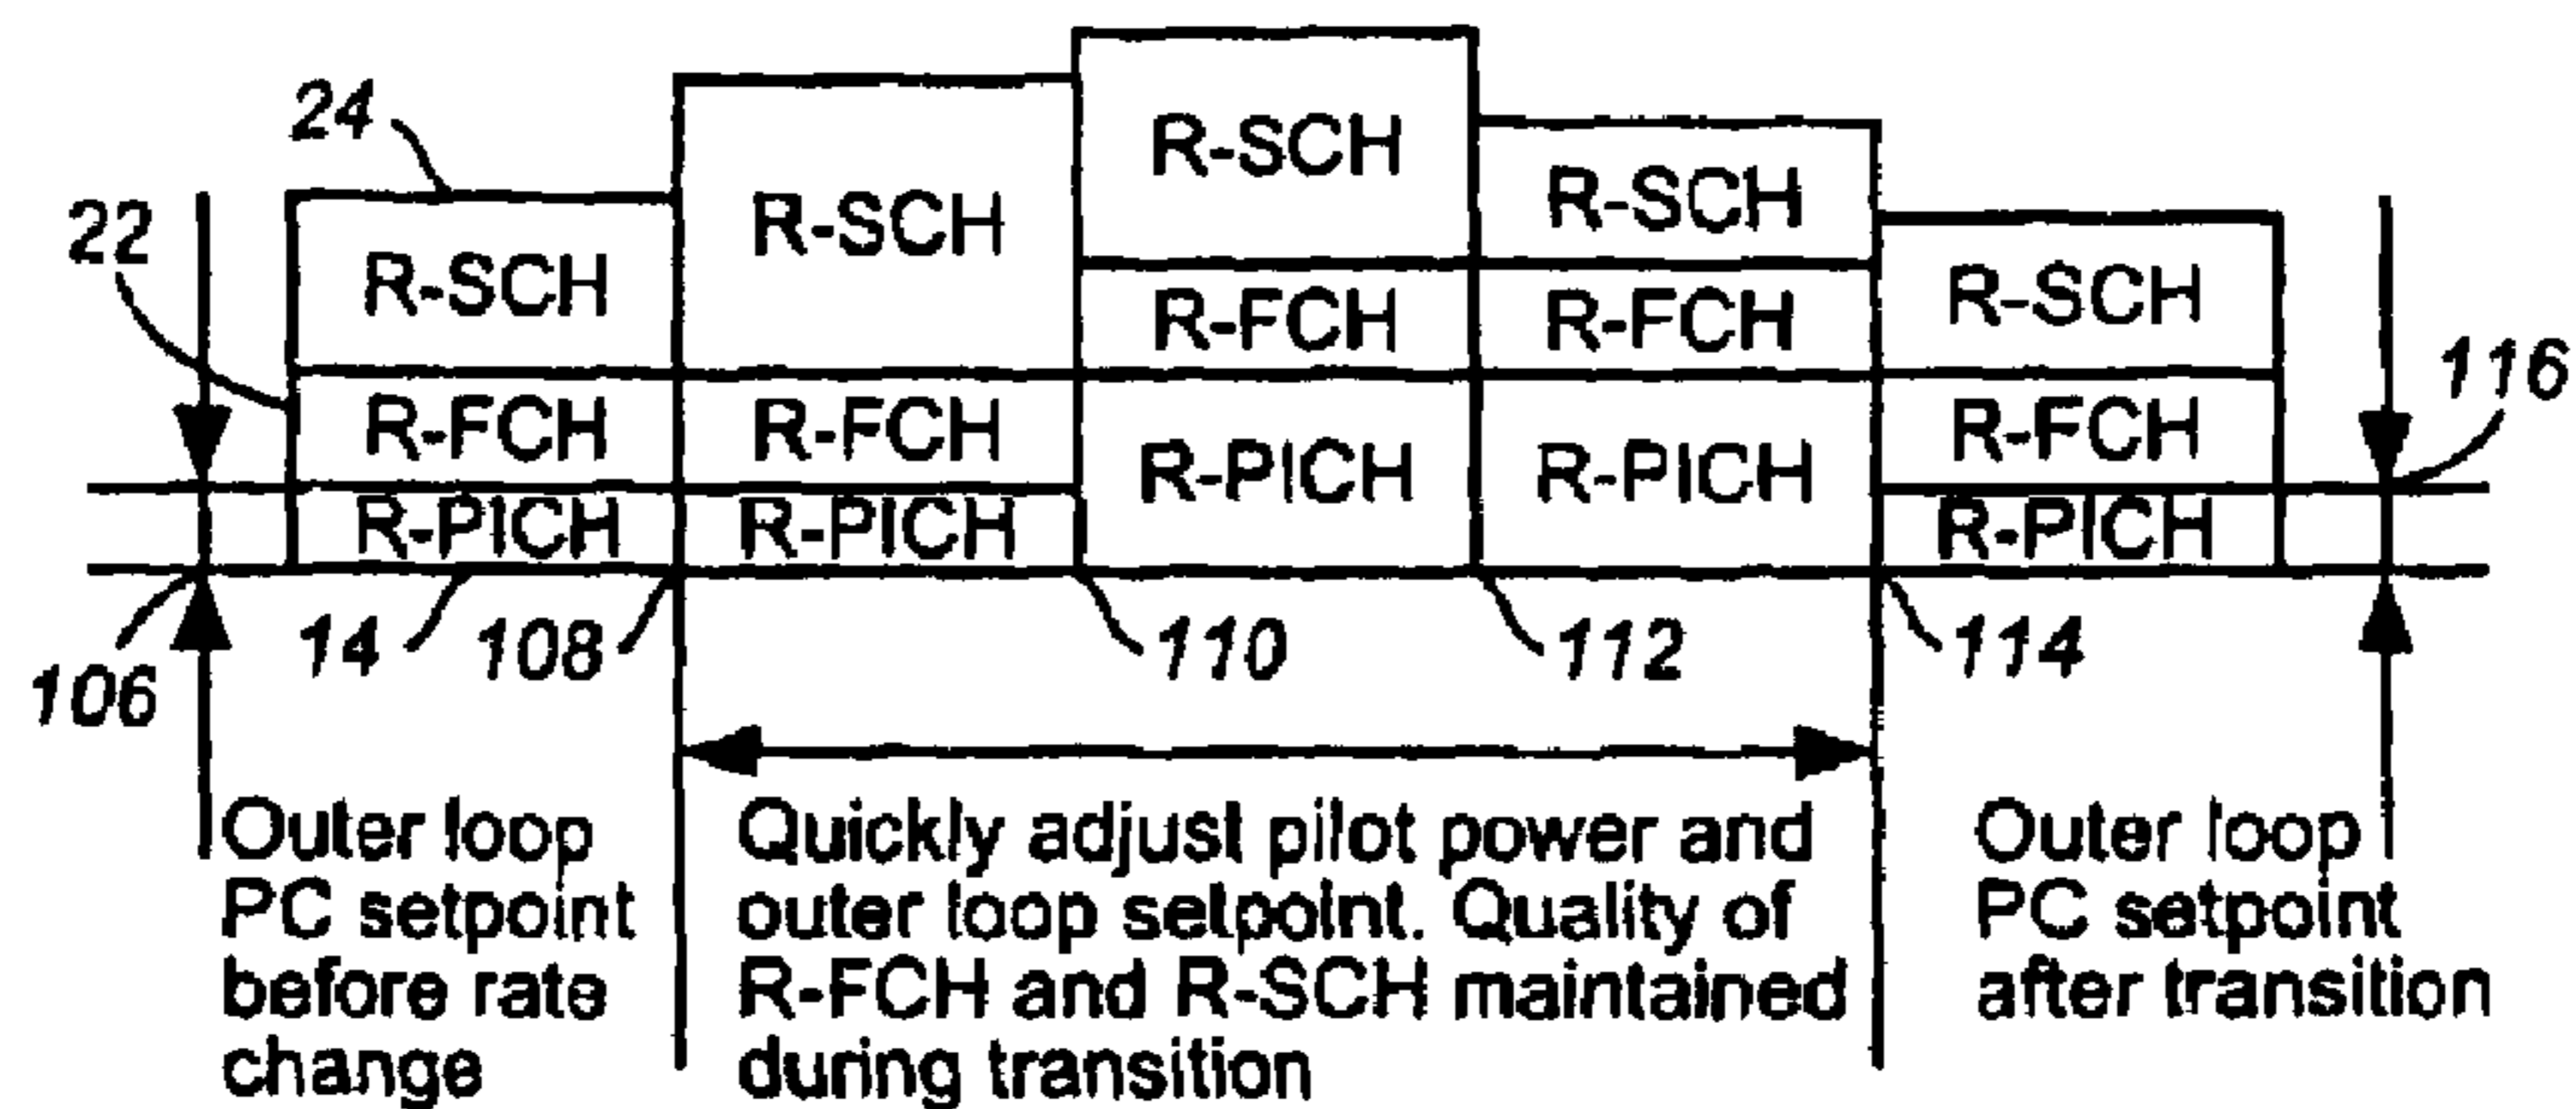 24
22
R-SCH
R-SCH
R-SCH
R-SCH
R-SCH
R-FCH
R-FCH
R-FCH
R-FCH
R-FCH
R-PICH
R-PICH
R-PICH
R-PICH
R-PICH
116
106
14
108
110
112
114
Outer loop
PC setpoint
before rate
change
Quickly adjust pilot power and
outer loop setpoint. Quality of
R-FCH and R-SCH maintained
during transition
Outer loop
PC setpoint
after transition